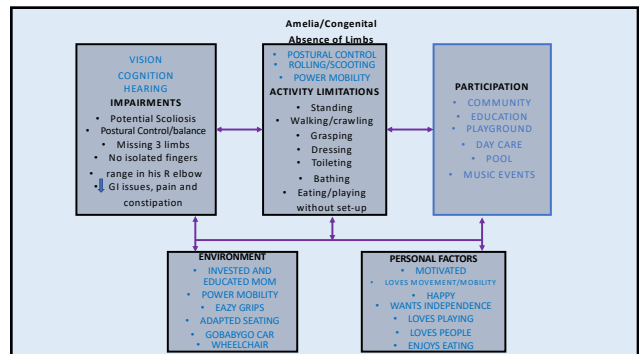 Amelia/Congenital
Absence of Limbs
VISION
COGNITION
HEARING
IMPAIRMENTS
• Potential Scoliosis
• Postural Control/balance
• Missing 3 limbs
• No isolated fingers
• range in his R elbow
• GI issues, pain and
constipation
• POSTURAL CONTROL
• ROLLING/SCOOTING
• POWER MOBILITY
ACTIVITY LIMITATIONS
• Standing
• Walking/crawling
• Grasping
• Dressing
• Toileting
• Bathing
• Eating/playing
without set-up
PARTICIPATION
• COMMUNITY
• EDUCATION
• PLAYGROUND
• DAY CARE
• POOL
• MUSIC EVENTS
ENVIRONMENT
• INVESTED AND
EDUCATED MOM
• POWER MOBILITY
• EAZY GRIPS
• ADAPTED SEATING
• GOBABYGO CAR
• WHEELCHAIR
PERSONAL FACTORS
• MOTIVATED
• LOVES MOVEMENT/MOBILITY
• HAPPY
• WANTS INDEPENDENCE
• LOVES PLAYING
• LOVES PEOPLE
• ENJOYS EATING